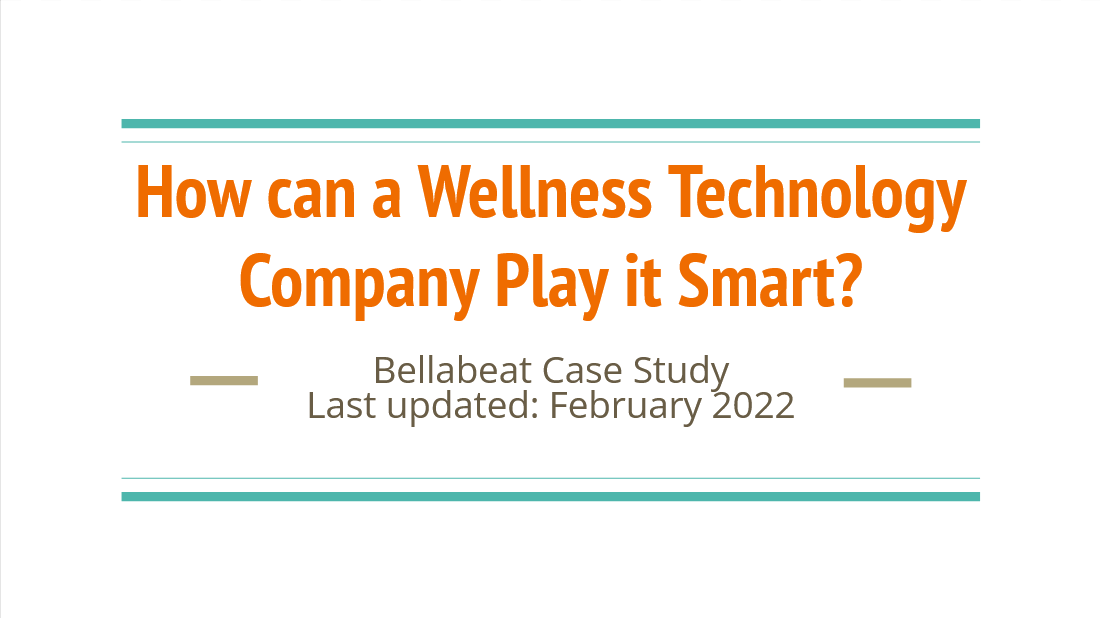 How can a Wellness Technology
Company Play it Smart?
Bellabeat Case Study
Last updated: February 2022